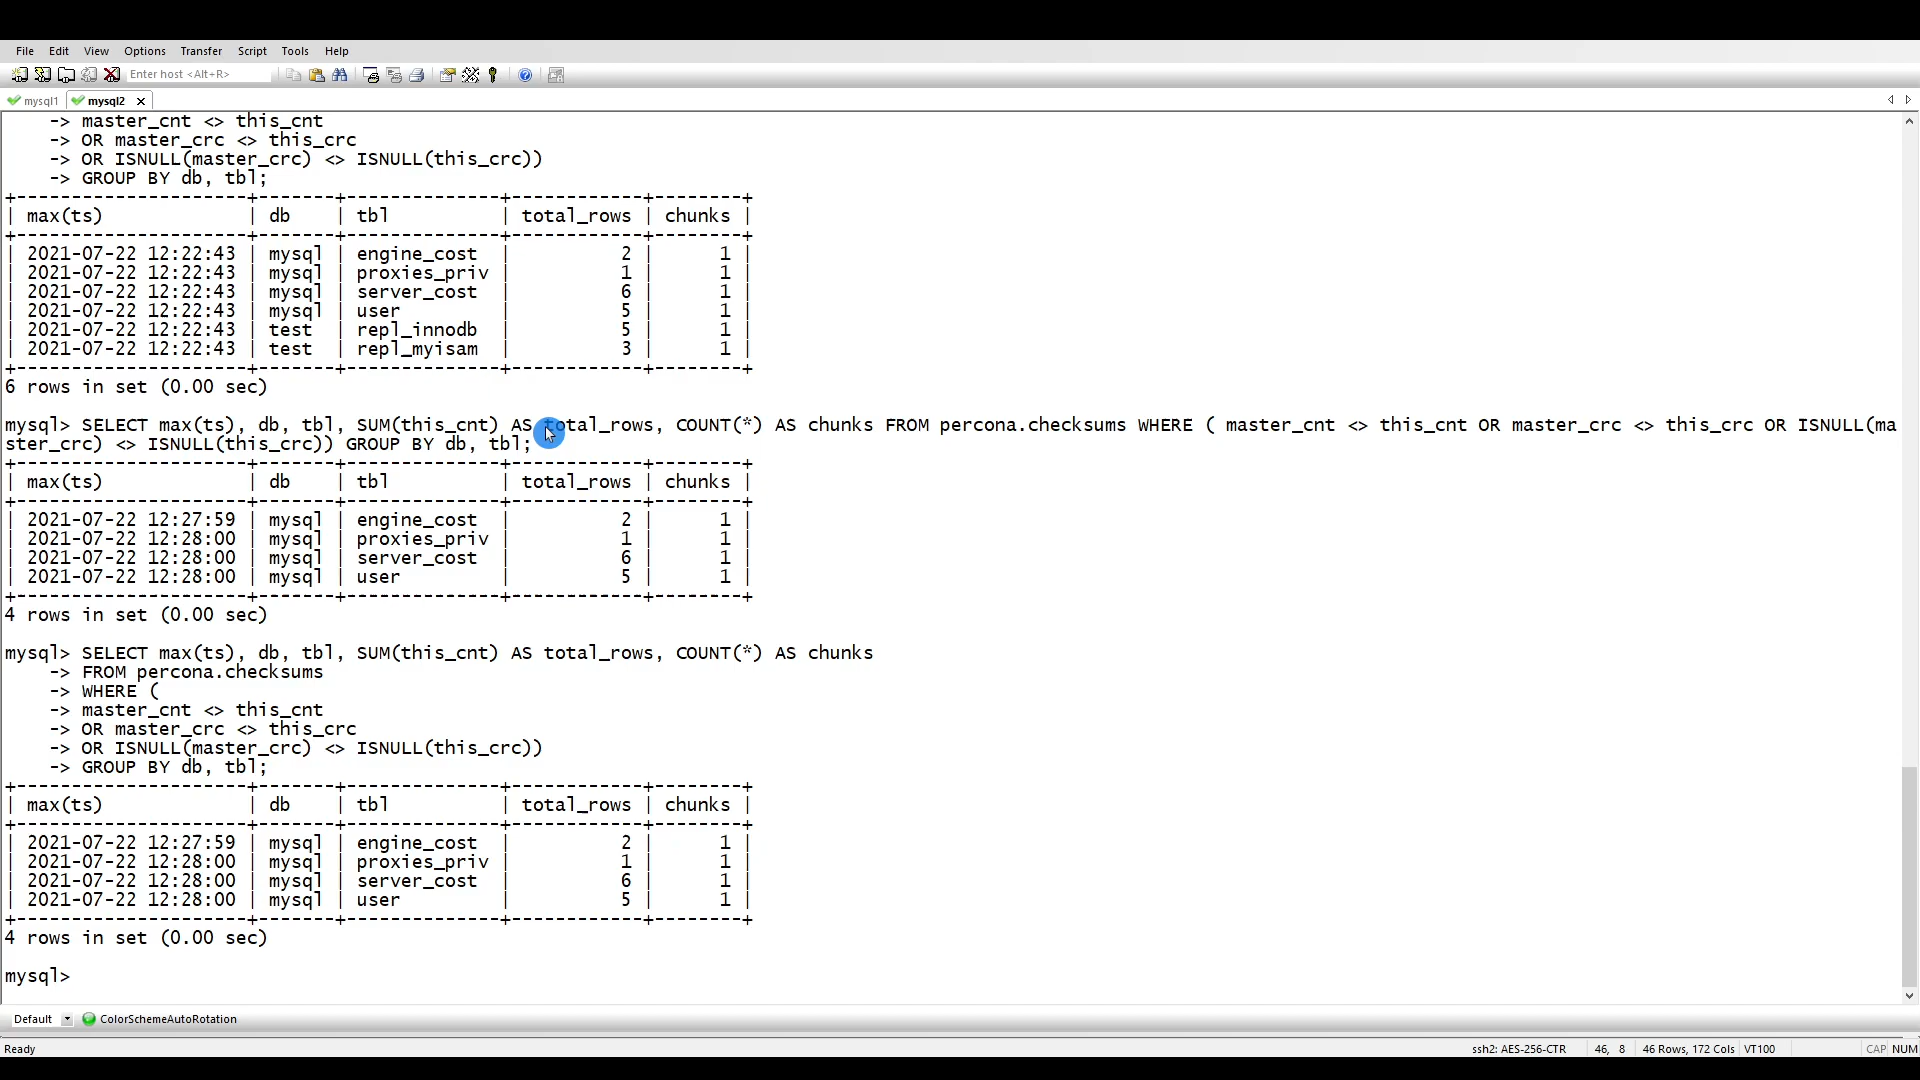 File Edit View Options Transfer Script Tools Help
Enter host <Alt+R>
mysql1 mysql2
    -> master_cnt <> this_cnt
    -> OR master_crc <> this_crc
    -> OR ISNULL(master_crc) <> ISNULL(this_crc))
    -> GROUP BY db, tbl;
+---------------------+-------+--------------+------------+--------+
| max(ts)             | db    | tbl          | total_rows | chunks |
+---------------------+-------+--------------+------------+--------+
| 2021-07-22 12:22:43 | mysql | engine_cost  |          2 |      1 |
| 2021-07-22 12:22:43 | mysql | proxies_priv |          1 |      1 |
| 2021-07-22 12:22:43 | mysql | server_cost  |          6 |      1 |
| 2021-07-22 12:22:43 | mysql | user         |          5 |      1 |
| 2021-07-22 12:22:43 | test  | repl_innodb  |          5 |      1 |
| 2021-07-22 12:22:43 | test  | repl_myisam  |          3 |      1 |
+---------------------+-------+--------------+------------+--------+
6 rows in set (0.00 sec)
mysql> SELECT max(ts), db, tbl, SUM(this_cnt) AS total_rows, COUNT(*) AS chunks FROM percona.checksums WHERE ( master_cnt <> this_cnt OR master_crc <> this_crc OR ISNULL(ma
ster_crc) <> ISNULL(this_crc)) GROUP BY db, tbl;
+---------------------+-------+--------------+------------+--------+
| max(ts)             | db    | tbl          | total_rows | chunks |
+---------------------+-------+--------------+------------+--------+
| 2021-07-22 12:27:59 | mysql | engine_cost  |          2 |      1 |
| 2021-07-22 12:28:00 | mysql | proxies_priv |          1 |      1 |
| 2021-07-22 12:28:00 | mysql | server_cost  |          6 |      1 |
| 2021-07-22 12:28:00 | mysql | user         |          5 |      1 |
+---------------------+-------+--------------+------------+--------+
4 rows in set (0.00 sec)
mysql> SELECT max(ts), db, tbl, SUM(this_cnt) AS total_rows, COUNT(*) AS chunks
    -> FROM percona.checksums
    -> WHERE (
    -> master_cnt <> this_cnt
    -> OR master_crc <> this_crc
    -> OR ISNULL(master_crc) <> ISNULL(this_crc))
    -> GROUP BY db, tbl;
+---------------------+-------+--------------+------------+--------+
| max(ts)             | db    | tbl          | total_rows | chunks |
+---------------------+-------+--------------+------------+--------+
| 2021-07-22 12:27:59 | mysql | engine_cost  |          2 |      1 |
| 2021-07-22 12:28:00 | mysql | proxies_priv |          1 |      1 |
| 2021-07-22 12:28:00 | mysql | server_cost  |          6 |      1 |
| 2021-07-22 12:28:00 | mysql | user         |          5 |      1 |
+---------------------+-------+--------------+------------+--------+
4 rows in set (0.00 sec)
mysql>
Default ColorSchemeAutoRotation
Ready ssh2: AES-256-CTR 46, 8 46 Rows, 172 Cols VT100 CAP NUM